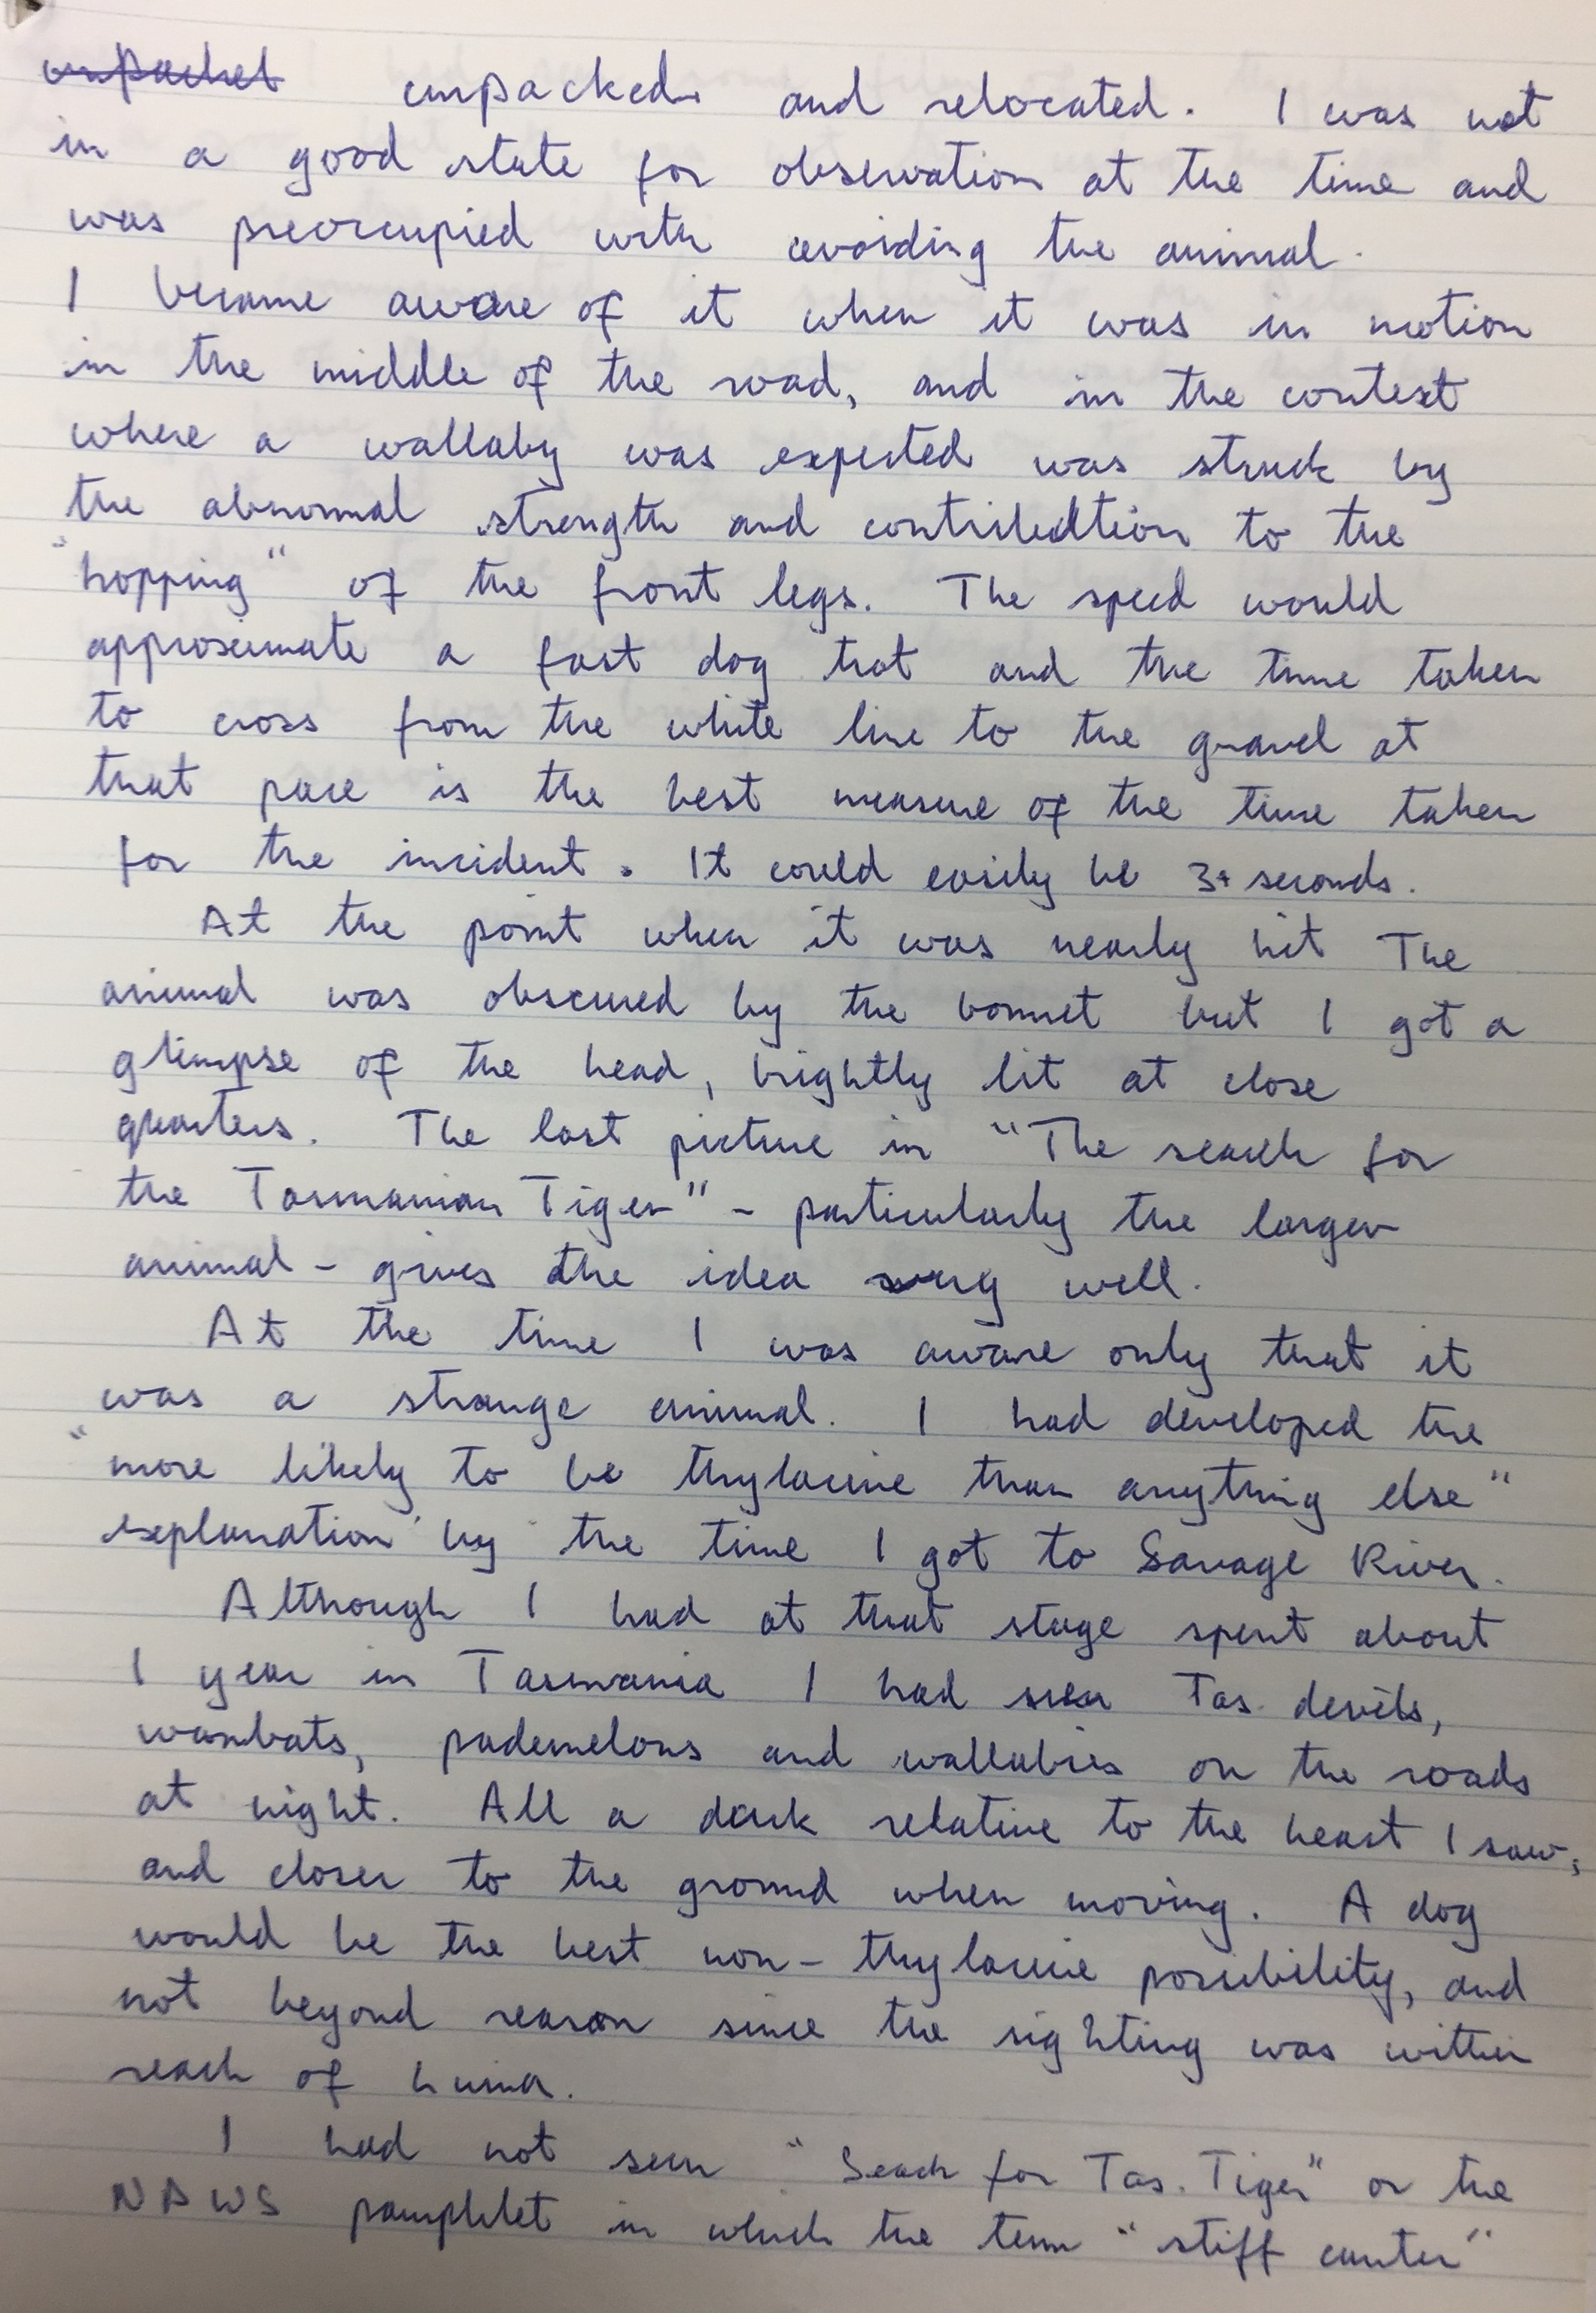 unpacked and relocated. I was not
in a good state for observation at the time and
was preoccupied with avoiding the animal.
I became aware of it when it was in motion
in the middle of the road, and in the context
where a wallaby was expected was struck by
the abnormal strength and contribution to the
"hopping" of the front legs. The speed would
approximate a fast dog trot and the time taken
to cross from the white line to the gravel at
that pace is the best measure of the time taken
for the incident. It could easily be 3+ seconds.
At the point when it was nearly hit The
animal was obscured by the bonnet but I got a
glimpse of the head, brightly lit at close
quarters. The last picture in "The search for
the Tasmanian Tiger" - particularly the larger
animal - gives the idea very well.
At the time I was aware only that it
was a strange animal. I had developed the
"more likely to be thylacine than anything else"
explanation by the time I got to Savage River.
Although I had at that stage spent about
1 year in Tasmania I had seen Tas. devils,
wombats, pademelons and wallabies on the roads
at night. All a dark relative to the beast I saw,
and closer to the ground when moving. A dog
would be the best non-thylacine possibility, and
not beyond reason since the sighting was within
reach of Luina.
I had not seen "Search for Tas. Tiger" or the
NPWS pamphlet in which the term "stiff canter"